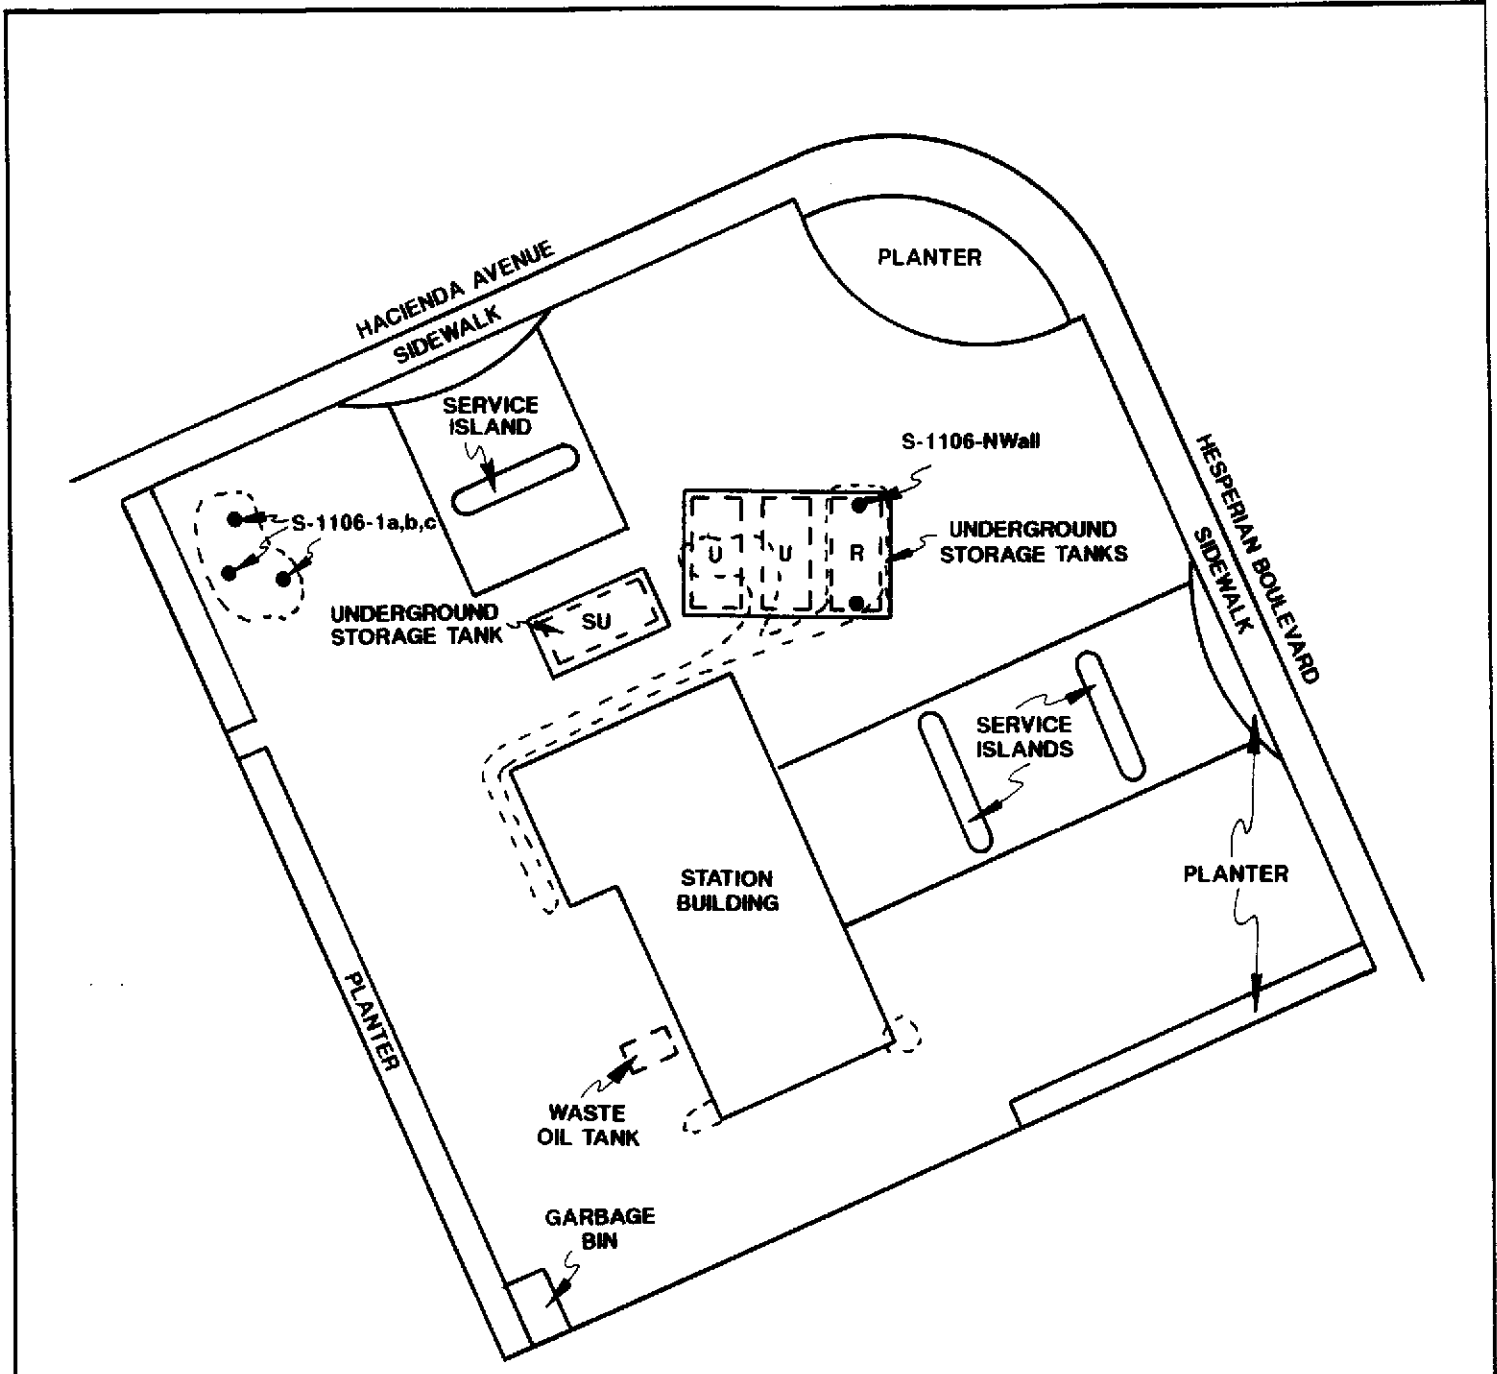 HACIENDA AVENUE
SIDEWALK
PLANTER
SERVICE
ISLAND
S-1106-NWall
HESPERIAN BOULEVARD
SIDEWALK
S-1106-1a,b,c
U
U
R
UNDERGROUND
STORAGE TANKS
UNDERGROUND
STORAGE TANK
SU
SERVICE
ISLANDS
STATION
BUILDING
PLANTER
PLANTER
WASTE
OIL TANK
GARBAGE
BIN